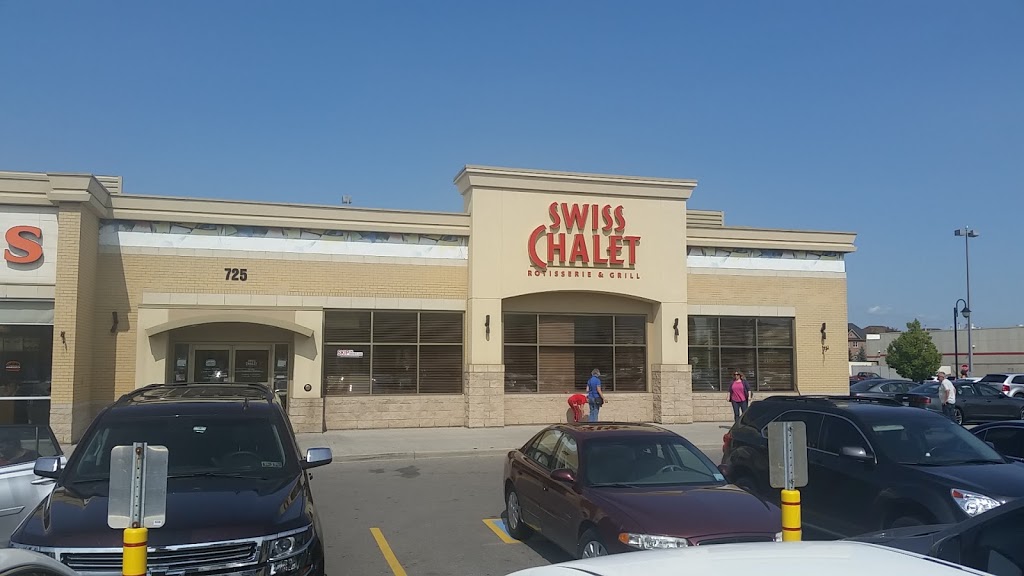 S
725
SWISS
CHALET
ROTISSERIE & GRILL